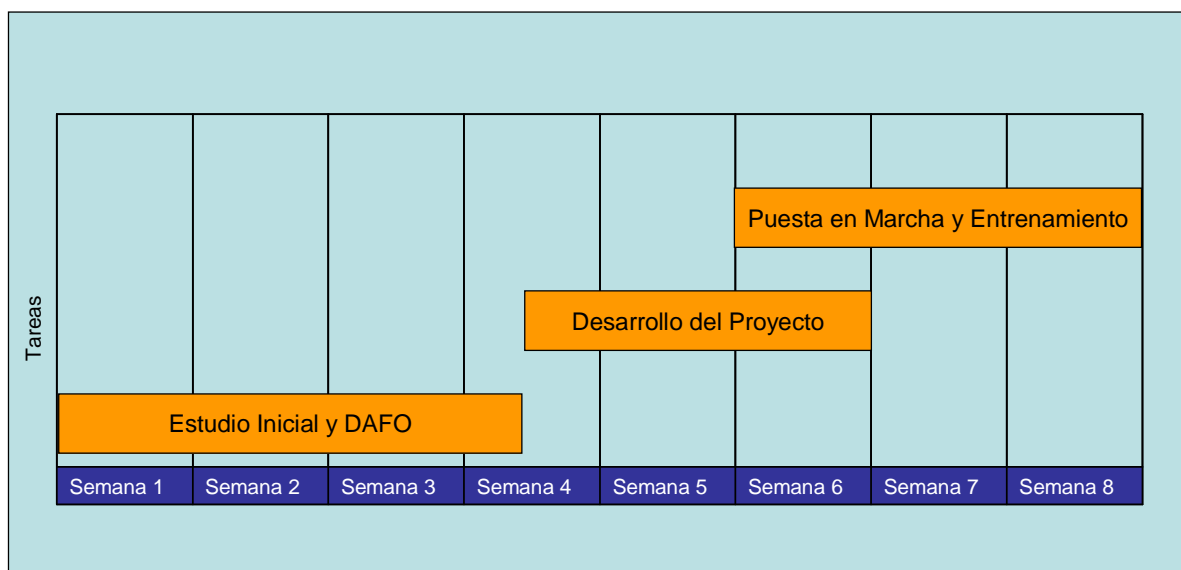 Puesta en Marcha y Entrenamiento
Desarrollo del Proyecto
Tareas
Estudio Inicial y DAFO
Semana 1
Semana 2
Semana 3
Semana 4
Semana 5
Semana 6
Semana 7
Semana 8